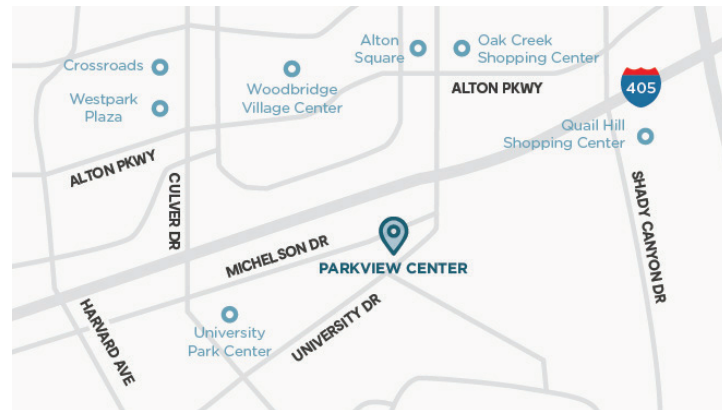 Crossroads
Westpark
Plaza
Woodbridge
Village Center
Alton
Square
Oak Creek
Shopping Center
ALTON PKWY
405
Quail Hill
Shopping Center
ALTON PKWY
CULVER DR
SHADY CANYON DR
MICHELSON DR
PARKVIEW CENTER
HARVARD AVE
University
Park Center
UNIVERSITY DR